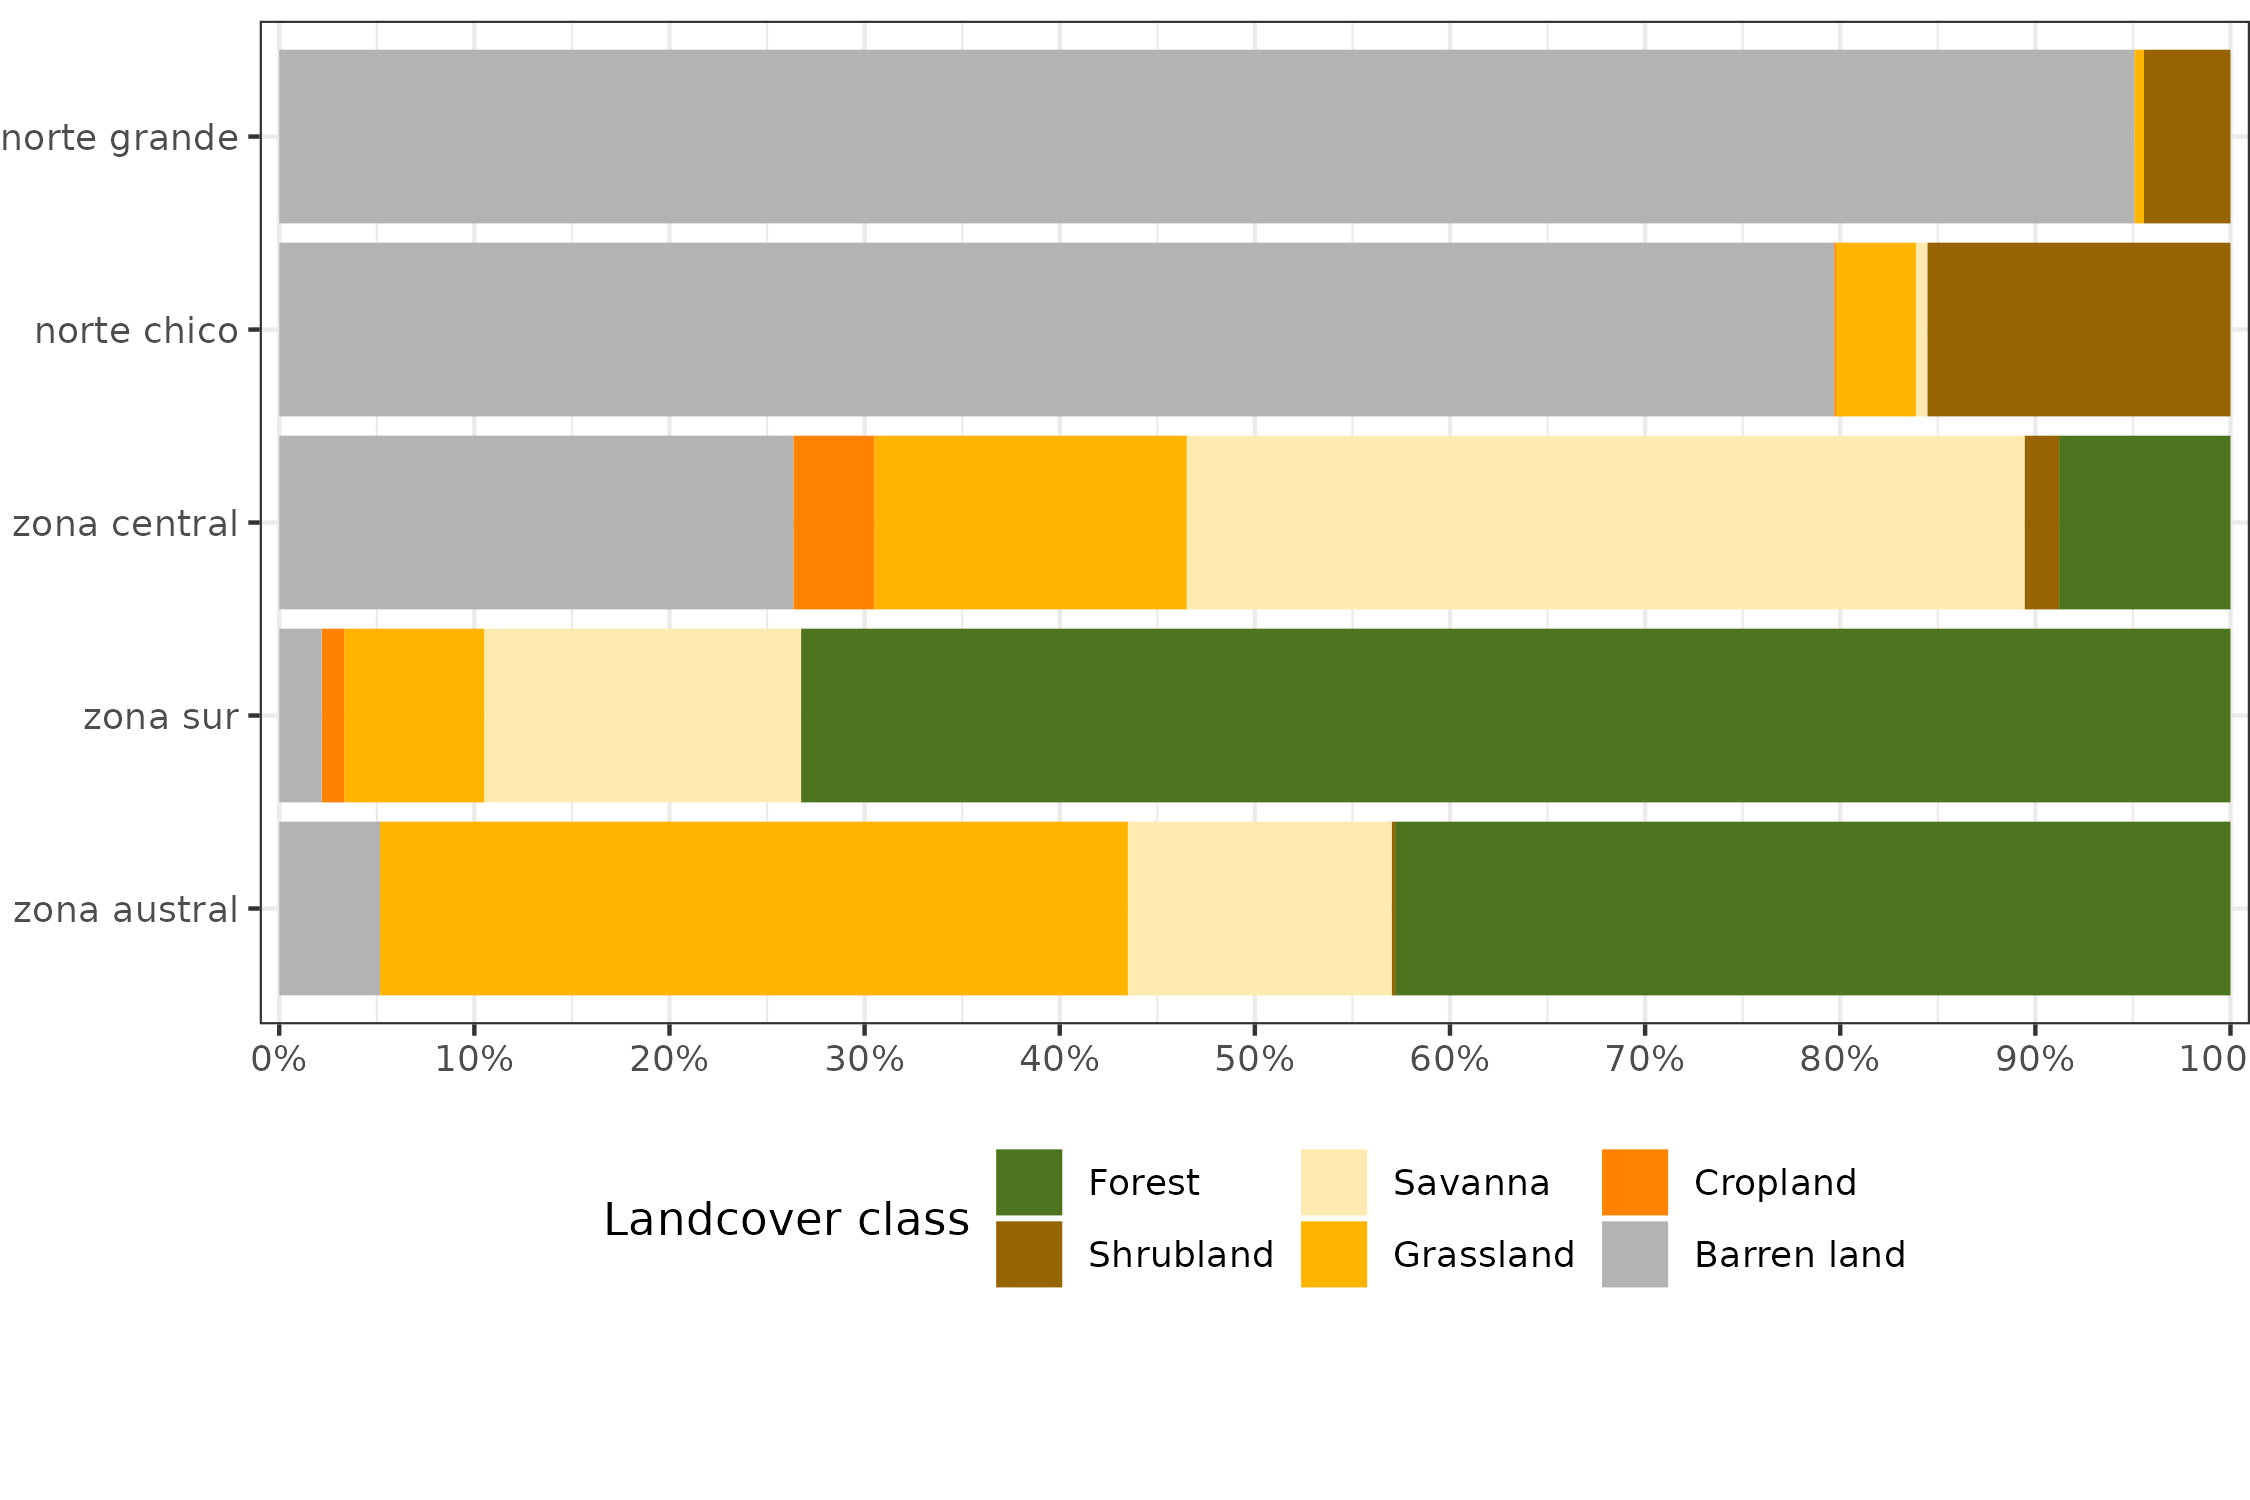 norte grande
norte chico
zona central
zona sur
zona austral
0% 10% 20% 30% 40% 50% 60% 70% 80% 90% 100
Landcover class
Forest Savanna Cropland
Shrubland Grassland Barren land